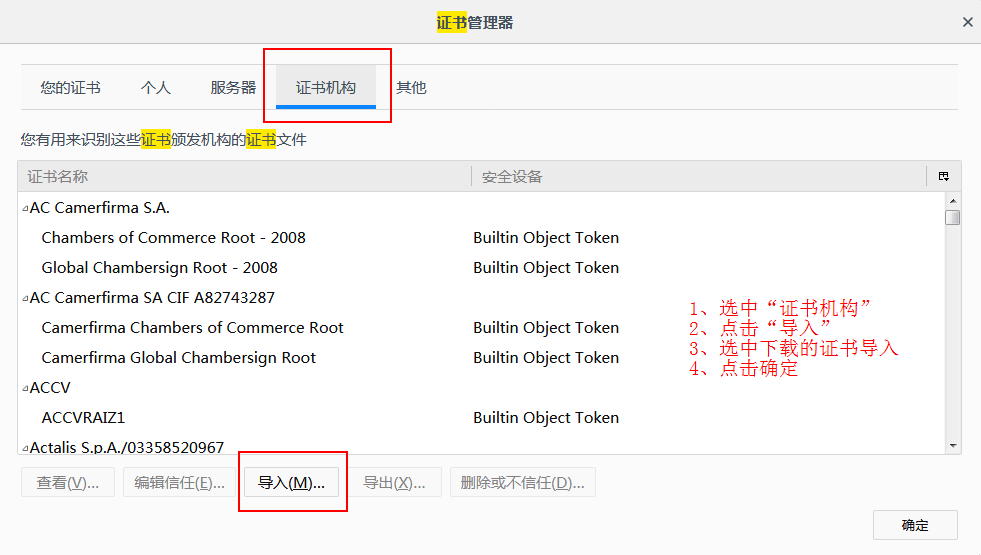 证书管理器
您的证书 个人 服务器 证书机构 其他
您有用来识别这些证书颁发机构的证书文件
证书名称 安全设备
AC Camerfirma S.A.
Chambers of Commerce Root - 2008 Builtin Object Token
Global Chambersign Root - 2008 Builtin Object Token
AC Camerfirma SA CIF A82743287
Camerfirma Chambers of Commerce Root Builtin Object Token
Camerfirma Global Chambersign Root Builtin Object Token
ACCV
ACCVRAIZ1 Builtin Object Token
Actalis S.p.A./03358520967
1、选中“证书机构”
2、点击“导入”
3、选中下载的证书导入
4、点击确定
查看(V)... 编辑信任(E)... 导入(M)... 导出(X)... 删除或不信任(D)...
确定